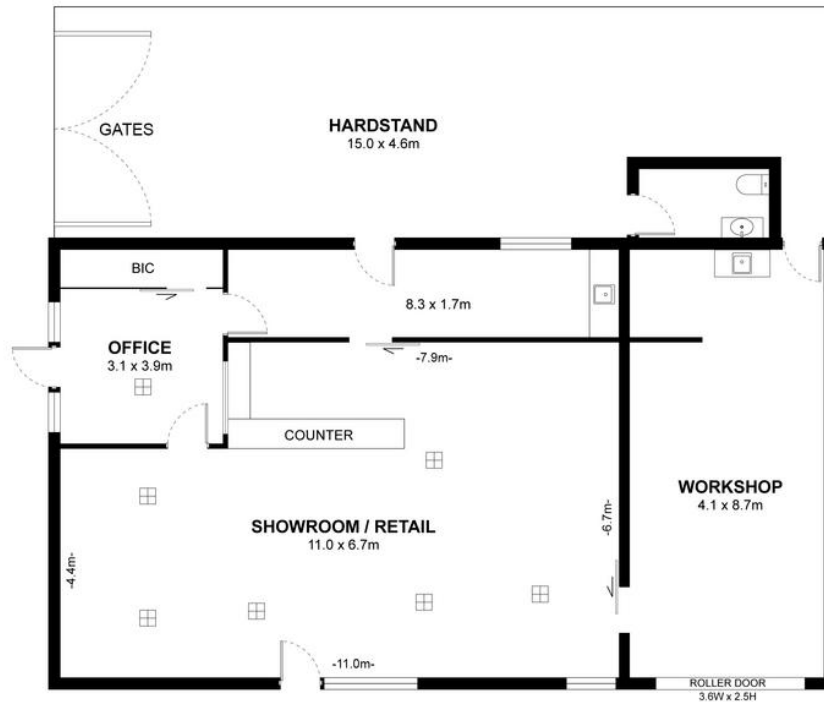 GATES
HARDSTAND
15.0 x 4.6m
BIC
8.3 x 1.7m
OFFICE
3.1 x 3.9m
-7.9m-
COUNTER
WORKSHOP
4.1 x 8.7m
SHOWROOM / RETAIL
11.0 x 6.7m
-6.7m-
-4.4m-
-11.0m-
ROLLER DOOR
3.6W x 2.5H